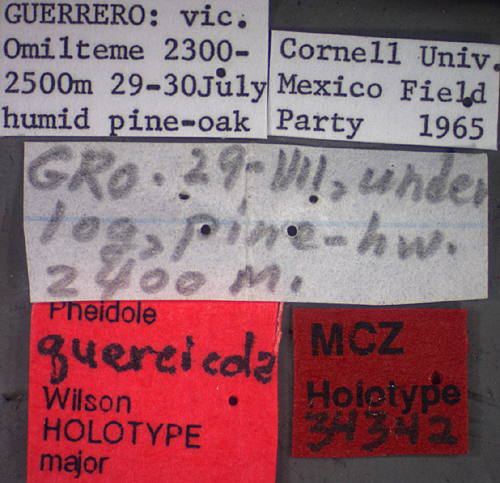 GUERRERO: vic.
Omilteme 2300-
2500m 29-30July
humid pine-oak
Cornell Univ.
Mexico Field
Party 1965
GRO. 29-VII, under
log, pine-hw.
2400 M.
Pheidole
quercicola
Wilson
HOLOTYPE
major
MCZ
Holotype
34342